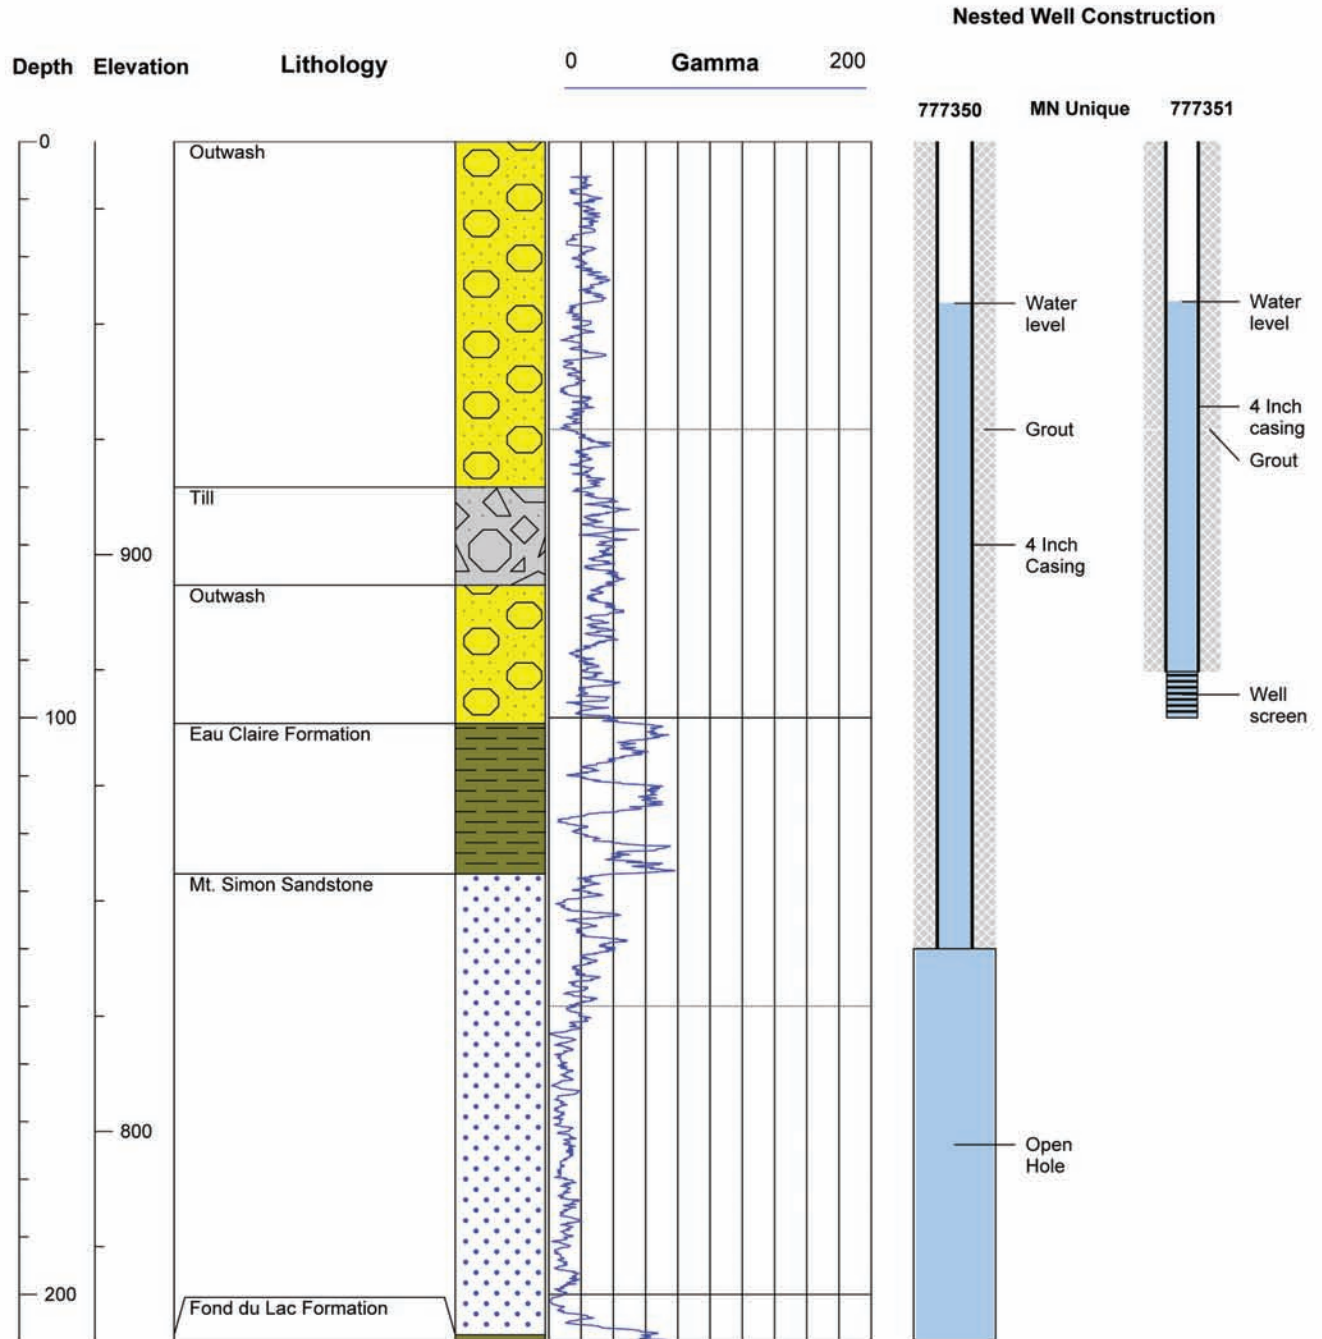 Nested Well Construction
Depth Elevation Lithology 0 Gamma 200
777350 MN Unique 777351
0
Outwash
Water
level
Water
level
4 Inch
casing
Grout
Grout
Till
900
4 Inch
Casing
Outwash
Well
screen
100
Eau Claire Formation
Mt. Simon Sandstone
800
Open
Hole
200
Fond du Lac Formation